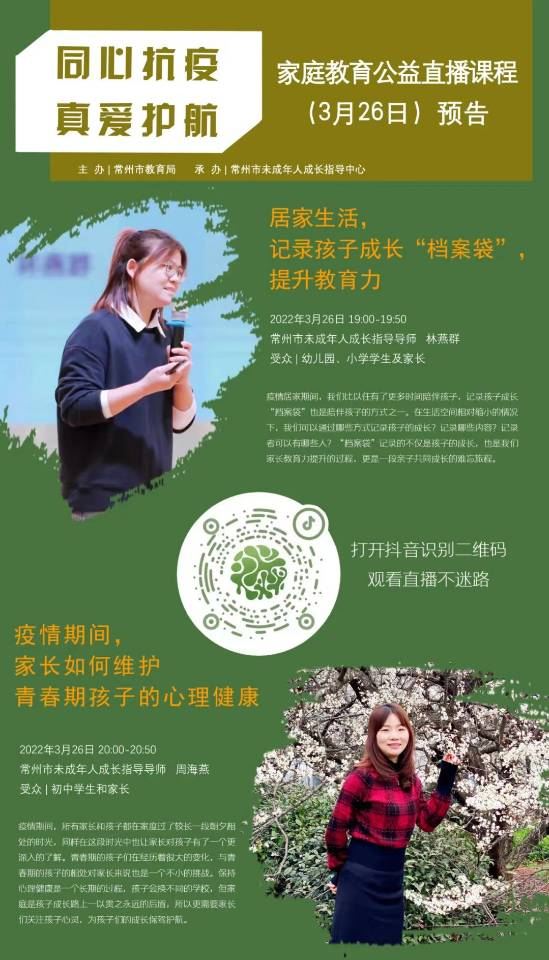 同心抗疫
真爱护航
家庭教育公益直播课程
（3月26日）预告
主 办 | 常州市教育局 承 办 | 常州市未成年人成长指导中心
居家生活，
记录孩子成长“档案袋”，
提升教育力
2022年3月26日 19:00-19:50
常州市未成年人成长指导导师 林燕群
受众 | 幼儿园、小学学生及家长
疫情居家期间，我们比以往有了更多时间陪伴孩子，记录孩子成长
“档案袋”也是陪伴孩子的方式之一。在生活空间相对缩小的情况
下，我们可以通过哪些方式记录孩子的成长？记录哪些内容？记录
者可以有哪些人？“档案袋”记录的不仅是孩子的成长，也是我们
家长教育力提升的过程，更是一段亲子共同成长的难忘旅程。
打开抖音识别二维码
观看直播不迷路
疫情期间，
家长如何维护
青春期孩子的心理健康
2022年3月26日 20:00-20:50
常州市未成年人成长指导导师 周海燕
受众 | 初中学生和家长
疫情期间，所有家长和孩子都在家度过了较长一段朝夕相
处的时光，同样在这段时光中也让家长对孩子有了一个更
深入的了解。青春期的孩子们在经历着很大的变化，与青
春期的孩子的相处对家长来说也是一个不小的挑战。保持
心理健康是一个长期的过程，孩子会换不同的学校，但家
庭是孩子成长路上一以贯之永远的后盾，所以更需要家长
们关注孩子心灵，为孩子们的成长保驾护航。